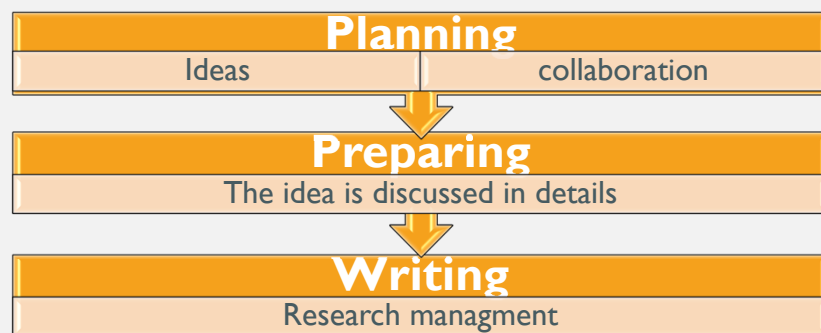 Planning
Ideas collaboration
Preparing
The idea is discussed in details
Writing
Research managment